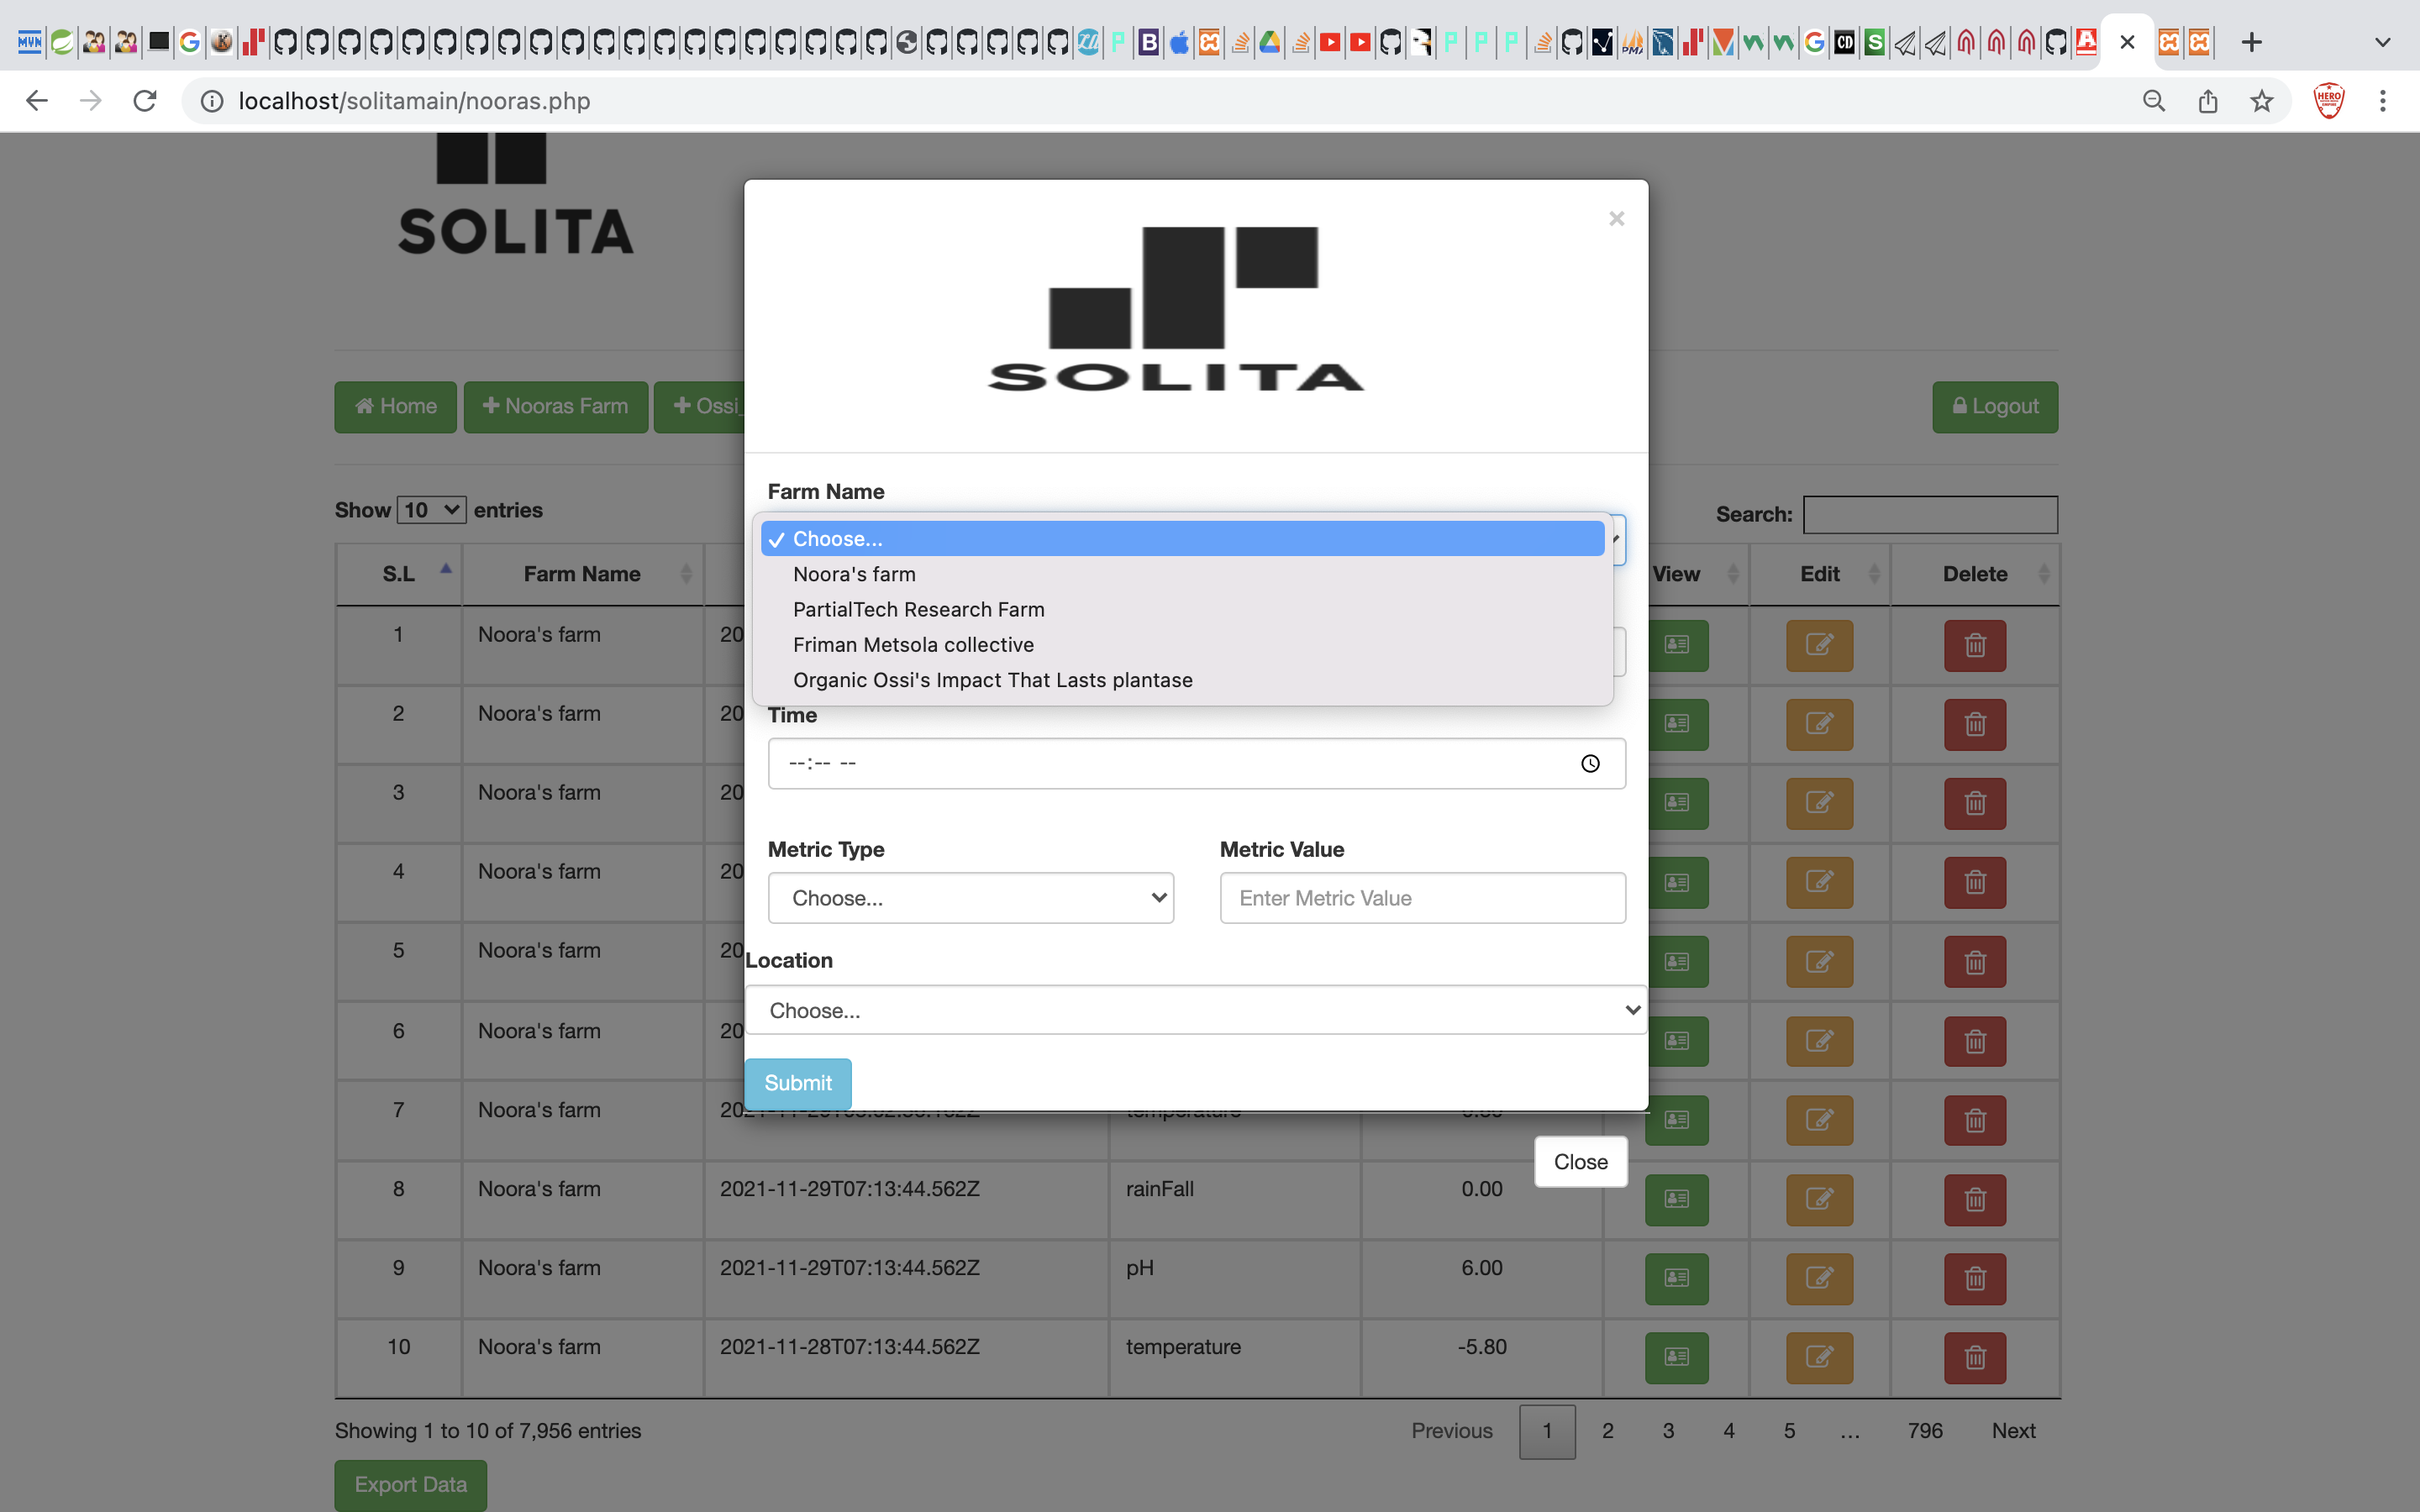 localhost/solitamain/nooras.php
SOLITA
×
SOLITA
Home
Nooras Farm
Ossi_
Logout
Farm Name
Choose...
Noora's farm
PartialTech Research Farm
Friman Metsola collective
Organic Ossi's Impact That Lasts plantase
Time
--:-- --
Metric Type
Metric Value
Choose...
Enter Metric Value
Location
Choose...
Submit
Close
Show 10 entries
Search:
S.L Farm Name View Edit Delete
1 Noora's farm 20
2 Noora's farm 20
3 Noora's farm 20
4 Noora's farm 20
5 Noora's farm 20
6 Noora's farm 20
7 Noora's farm temperature
8 Noora's farm 2021-11-29T07:13:44.562Z rainFall 0.00
9 Noora's farm 2021-11-29T07:13:44.562Z pH 6.00
10 Noora's farm 2021-11-28T07:13:44.562Z temperature -5.80
Showing 1 to 10 of 7,956 entries
Previous 1 2 3 4 5 … 796 Next
Export Data